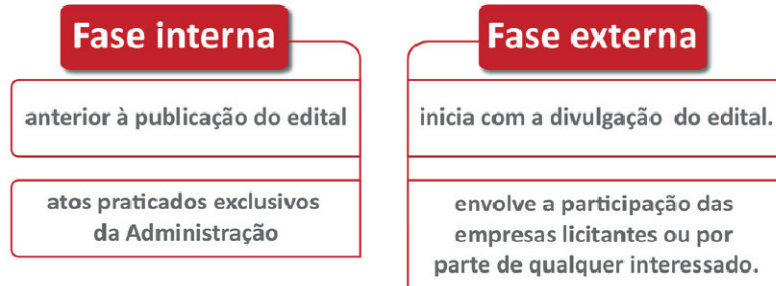 Fase interna
anterior à publicação do edital
atos praticados exclusivos
da Administração
Fase externa
inicia com a divulgação do edital.
envolve a participação das
empresas licitantes ou por
parte de qualquer interessado.